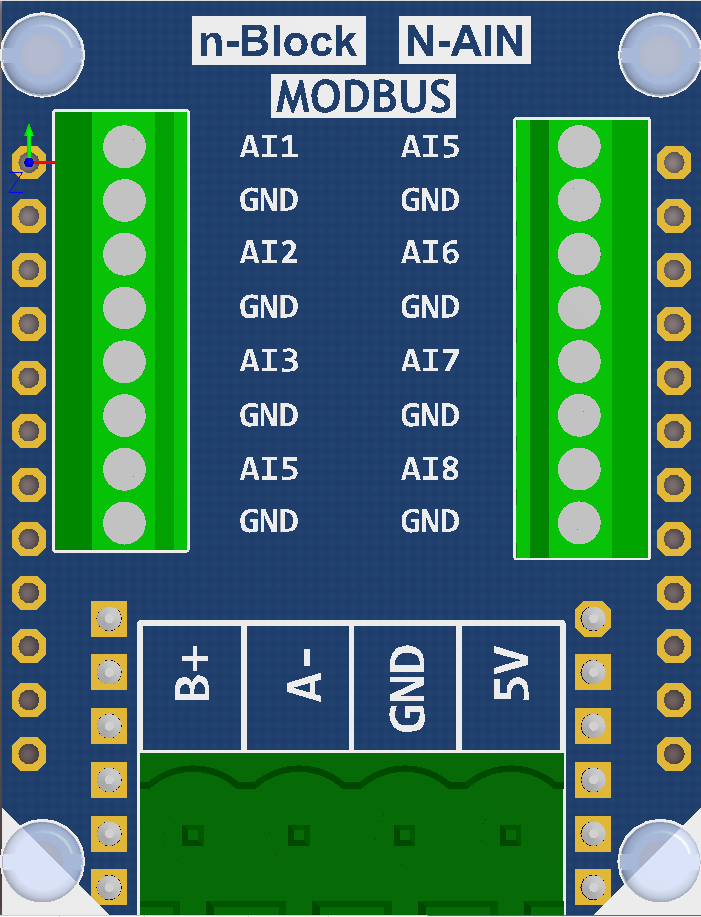 n-Block N-AIN
MODBUS
AI1 AI5
GND GND
AI2 AI6
GND GND
AI3 AI7
GND GND
AI5 AI8
GND GND
B+ A- GND 5V
Z